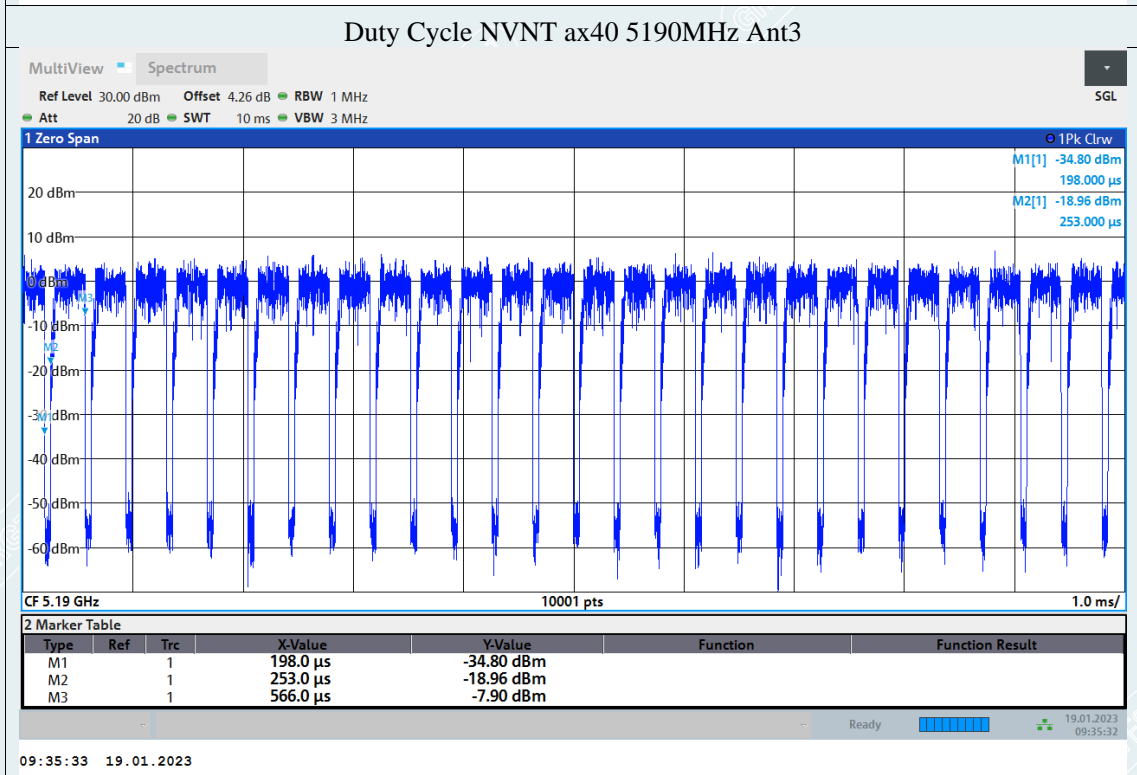 Duty Cycle NVNT ax40 5190MHz Ant3
MultiView Spectrum
Ref Level 30.00 dBm Offset 4.26 dB RBW 1 MHz SGL
Att 20 dB SWT 10 ms VBW 3 MHz
1 Zero Span 1Pk Clrw
M1[1] -34.80 dBm
198.000 µs
20 dBm
M2[1] -18.96 dBm
253.000 µs
10 dBm
0 dBm
M3
-10 dBm
M2
-20 dBm
-30 dBm
M1
-40 dBm
-50 dBm
-60 dBm
CF 5.19 GHz 10001 pts 1.0 ms/
2 Marker Table
Type Ref Trc X-Value Y-Value Function Function Result
M1 1 198.0 µs -34.80 dBm
M2 1 253.0 µs -18.96 dBm
M3 1 566.0 µs -7.90 dBm
Ready 19.01.2023
09:35:32
09:35:33 19.01.2023